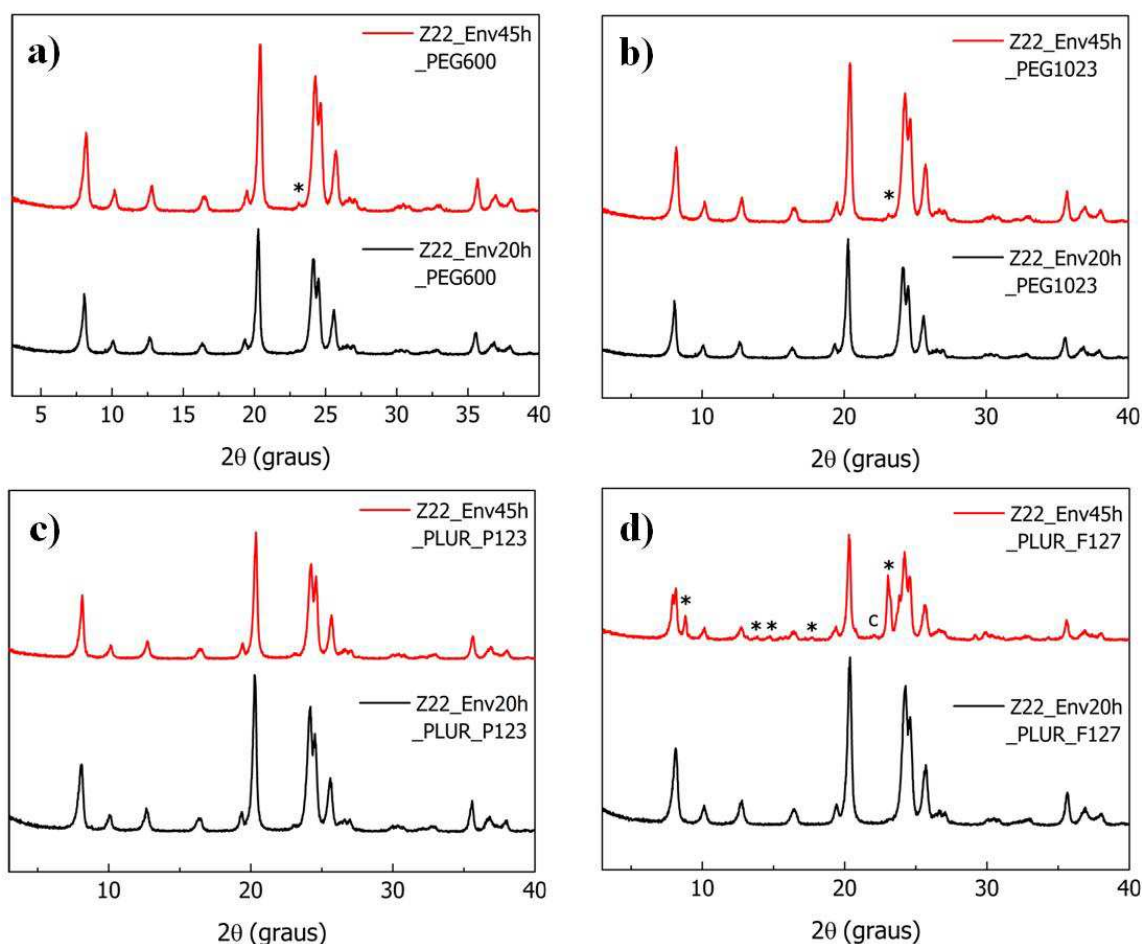 a)
Z22_Env45h
_PEG600
*
Z22_Env20h
_PEG600
5 10 15 20 25 30 35 40
2θ (graus)
b)
Z22_Env45h
_PEG1023
*
Z22_Env20h
_PEG1023
10 20 30 40
2θ (graus)
c)
Z22_Env45h
_PLUR_P123
Z22_Env20h
_PLUR_P123
10 20 30 40
2θ (graus)
d)
Z22_Env45h
_PLUR_F127
*
* * * * c
Z22_Env20h
_PLUR_F127
10 20 30 40
2θ (graus)